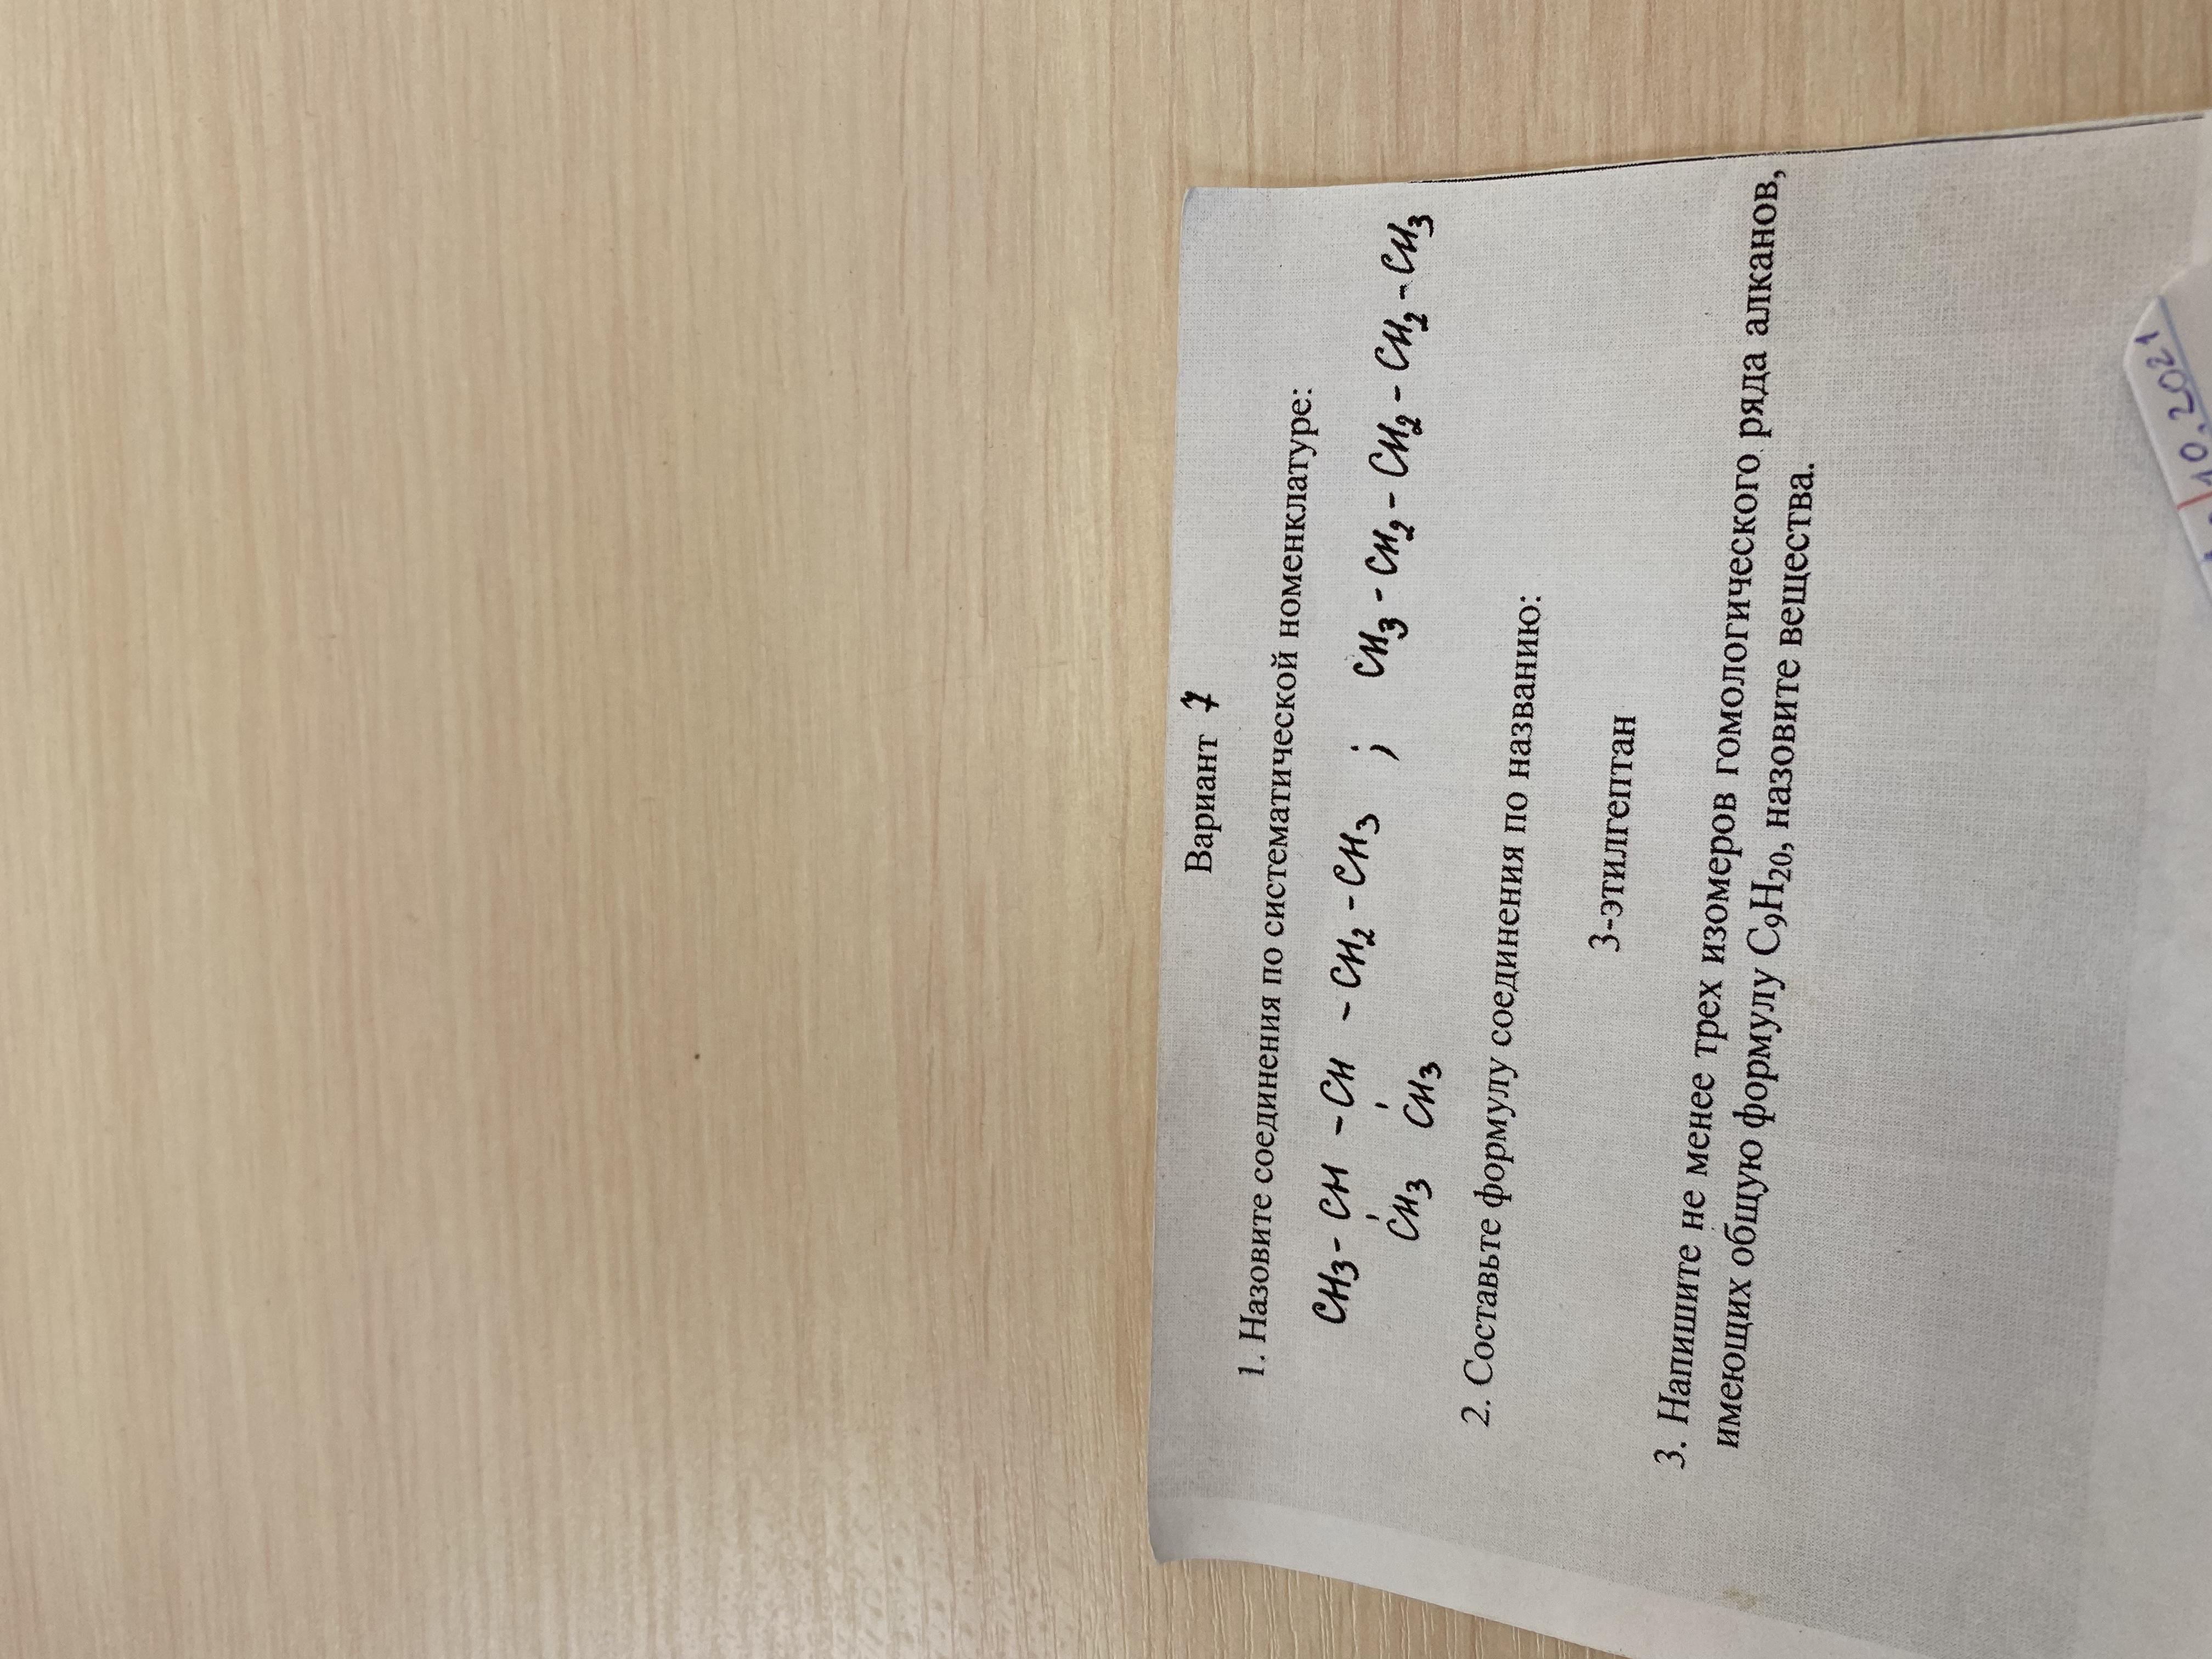 Вариант 7
1. Назовите соединения по систематической номенклатуре:
CH3 - CH - CH - CH2 - CH3 ; CH3 - CH2 - CH2 - CH2 - CH3
CH3 CH3
2. Составьте формулу соединения по названию:
3-этилгептан
3. Напишите не менее трех изомеров гомологического ряда алканов,
имеющих общую формулу C9H20, назовите вещества.
10.2021